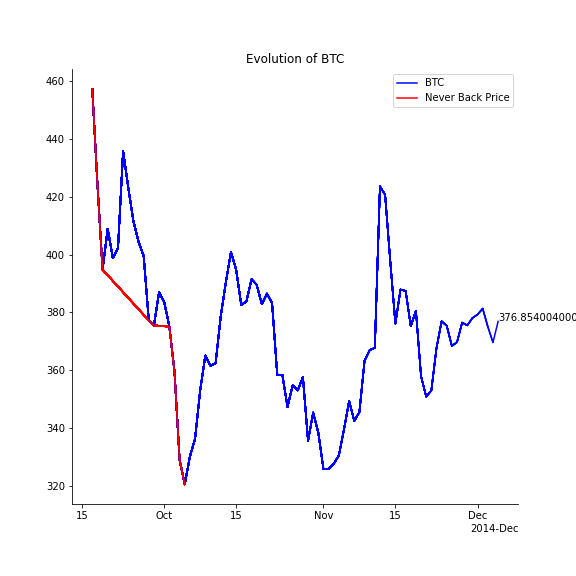 Evolution of BTC
BTC
Never Back Price
460
440
420
400
380
360
340
320
376.854004000
15
Oct
15
Nov
15
Dec
2014-Dec